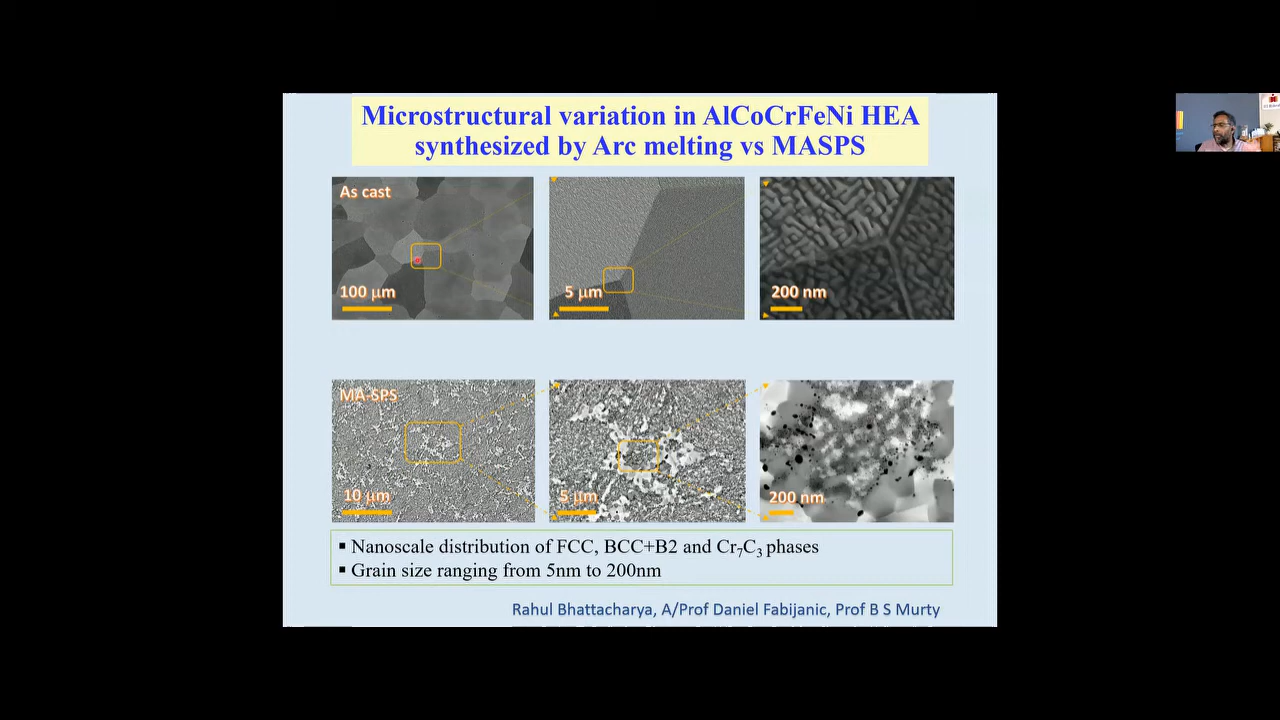 Microstructural variation in AlCoCrFeNi HEA
synthesized by Arc melting vs MASPS
As cast
100 μm
5 μm
200 nm
MA-SPS
10 μm
5 μm
200 nm
▪ Nanoscale distribution of FCC, BCC+B2 and Cr₇C₃ phases
▪ Grain size ranging from 5nm to 200nm
Rahul Bhattacharya, A/Prof Daniel Fabijanic, Prof B S Murty